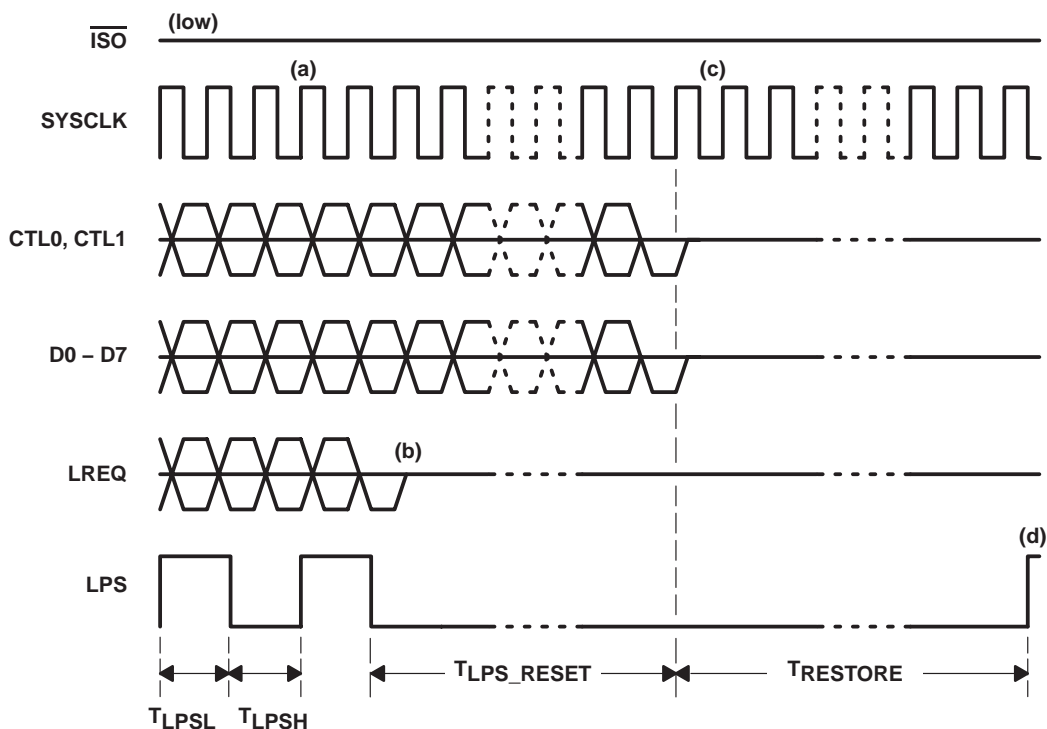 (low)
ISO
(a)
(c)
SYSCLK
CTL0, CTL1
D0 – D7
(b)
LREQ
(d)
LPS
TLPS_RESET
TRESTORE
TLPSL
TLPSH